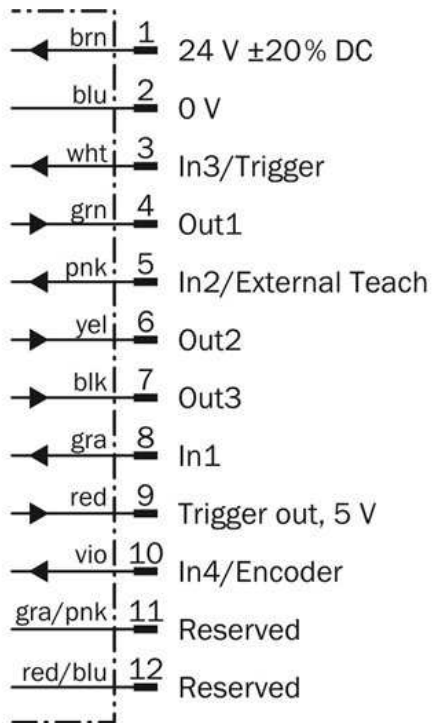 brn 1 24 V ±20% DC
blu 2 0 V
wht 3 In3/Trigger
grn 4 Out1
pnk 5 In2/External Teach
yel 6 Out2
blk 7 Out3
gra 8 In1
red 9 Trigger out, 5 V
vio 10 In4/Encoder
gra/pnk 11 Reserved
red/blu 12 Reserved